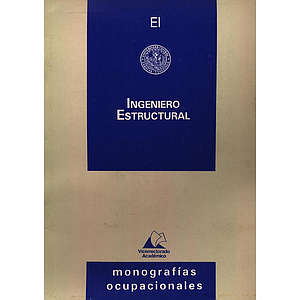 EI
INGENIERO
ESTRUCTURAL
Vicerrectorado
Académico
monografías
ocupacionales